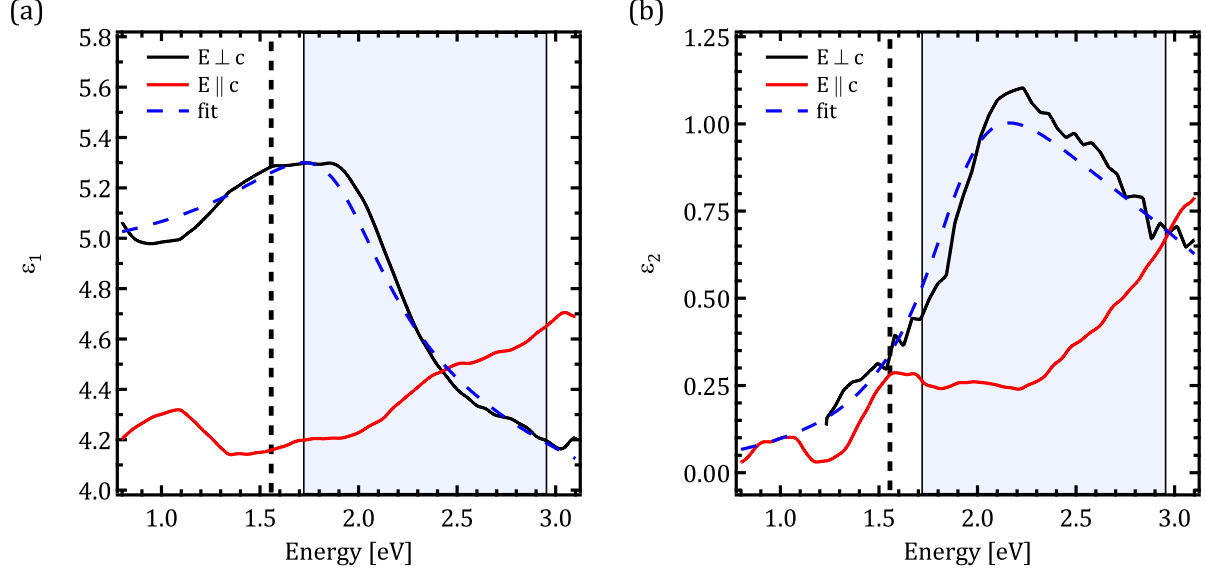 (a)
5.8
5.6
5.4
5.2
5.0
4.8
4.6
4.4
4.2
4.0
ε1
E ⊥ c
E ∥ c
fit
1.0 1.5 2.0 2.5 3.0
Energy [eV]
(b)
1.25
1.00
0.75
0.50
0.25
0.00
ε2
E ⊥ c
E ∥ c
fit
1.0 1.5 2.0 2.5 3.0
Energy [eV]